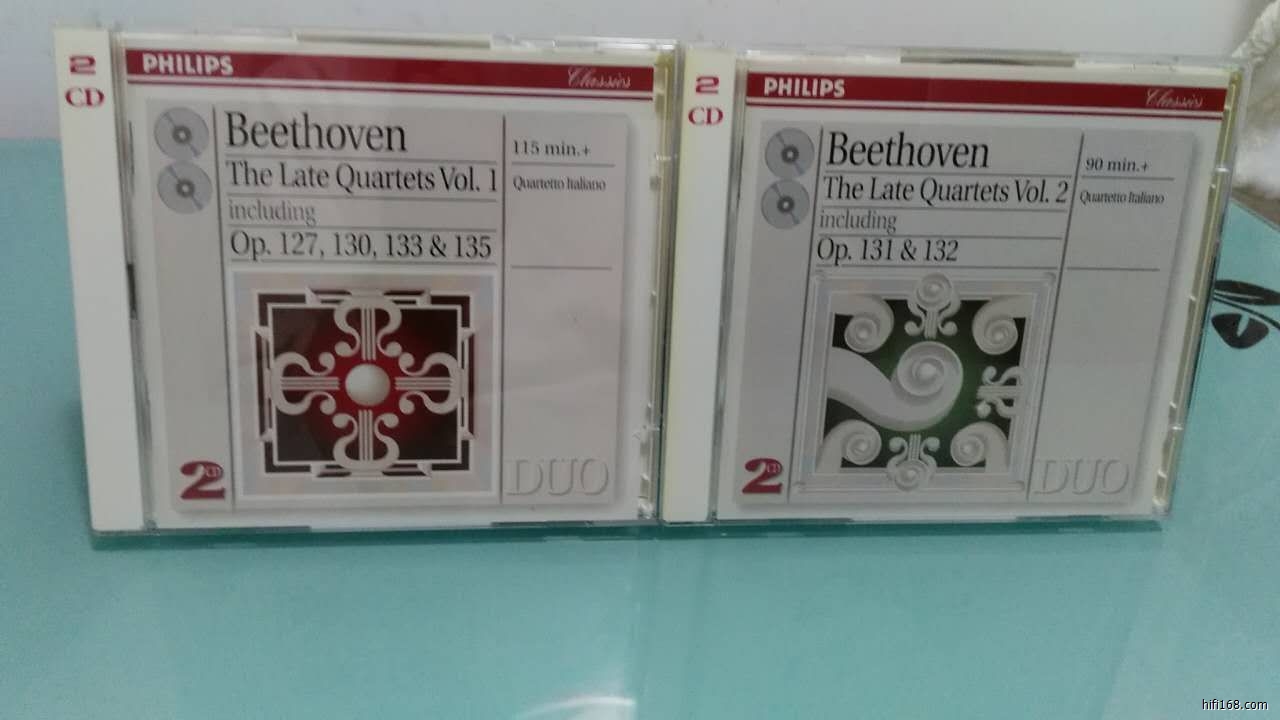 2
CD
PHILIPS
Classics
Beethoven
The Late Quartets Vol. 1
including
Op. 127, 130, 133 & 135
115 min.+
Quartetto Italiano
2CD
DUO
2
CD
PHILIPS
Classics
Beethoven
The Late Quartets Vol. 2
including
Op. 131 & 132
90 min.+
Quartetto Italiano
2CD
DUO
hifi168.com